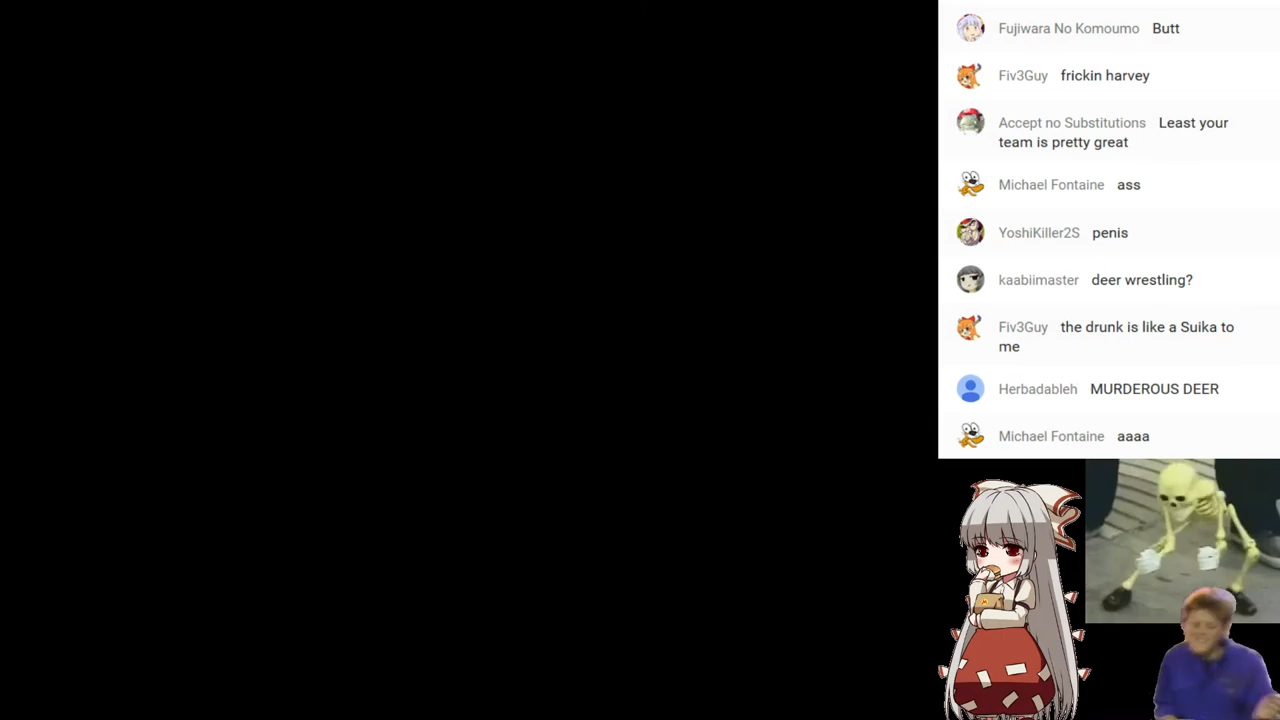 Fujiwara No Komoumo Butt
Fiv3Guy frickin harvey
Accept no Substitutions Least your
team is pretty great
Michael Fontaine ass
YoshiKiller2S penis
kaabiimaster deer wrestling?
Fiv3Guy the drunk is like a Suika to
me
Herbadableh MURDEROUS DEER
Michael Fontaine aaaa